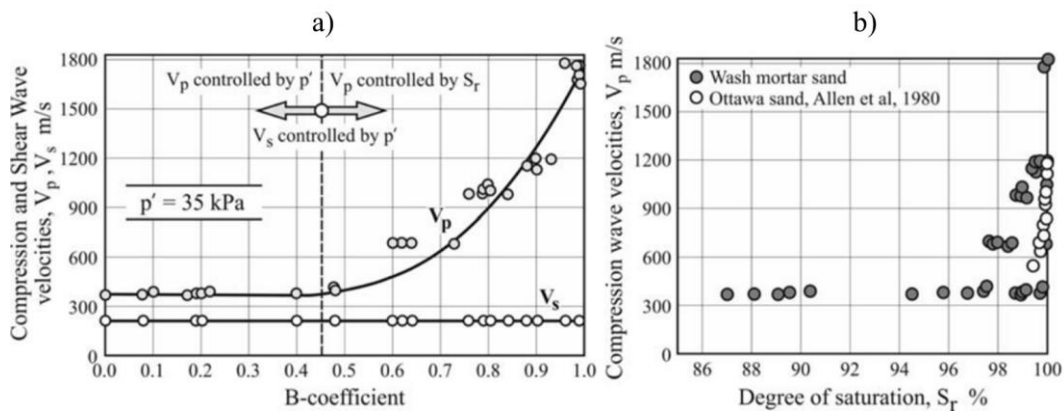 a)
Compression and Shear Wave
velocities, Vp ,Vs m/s
1800
1500
1200
900
600
300
0
Vp controlled by p'
Vp controlled by Sr
Vs controlled by p'
p' = 35 kPa
Vp
Vs
0.0 0.1 0.2 0.3 0.4 0.5 0.6 0.7 0.8 0.9 1.0
B-coefficient
b)
Compression wave velocities, Vp m/s
1800
1500
1200
900
600
300
0
Wash mortar sand
Ottawa sand, Allen et al, 1980
86 88 90 92 94 96 98 100
Degree of saturation, Sr %